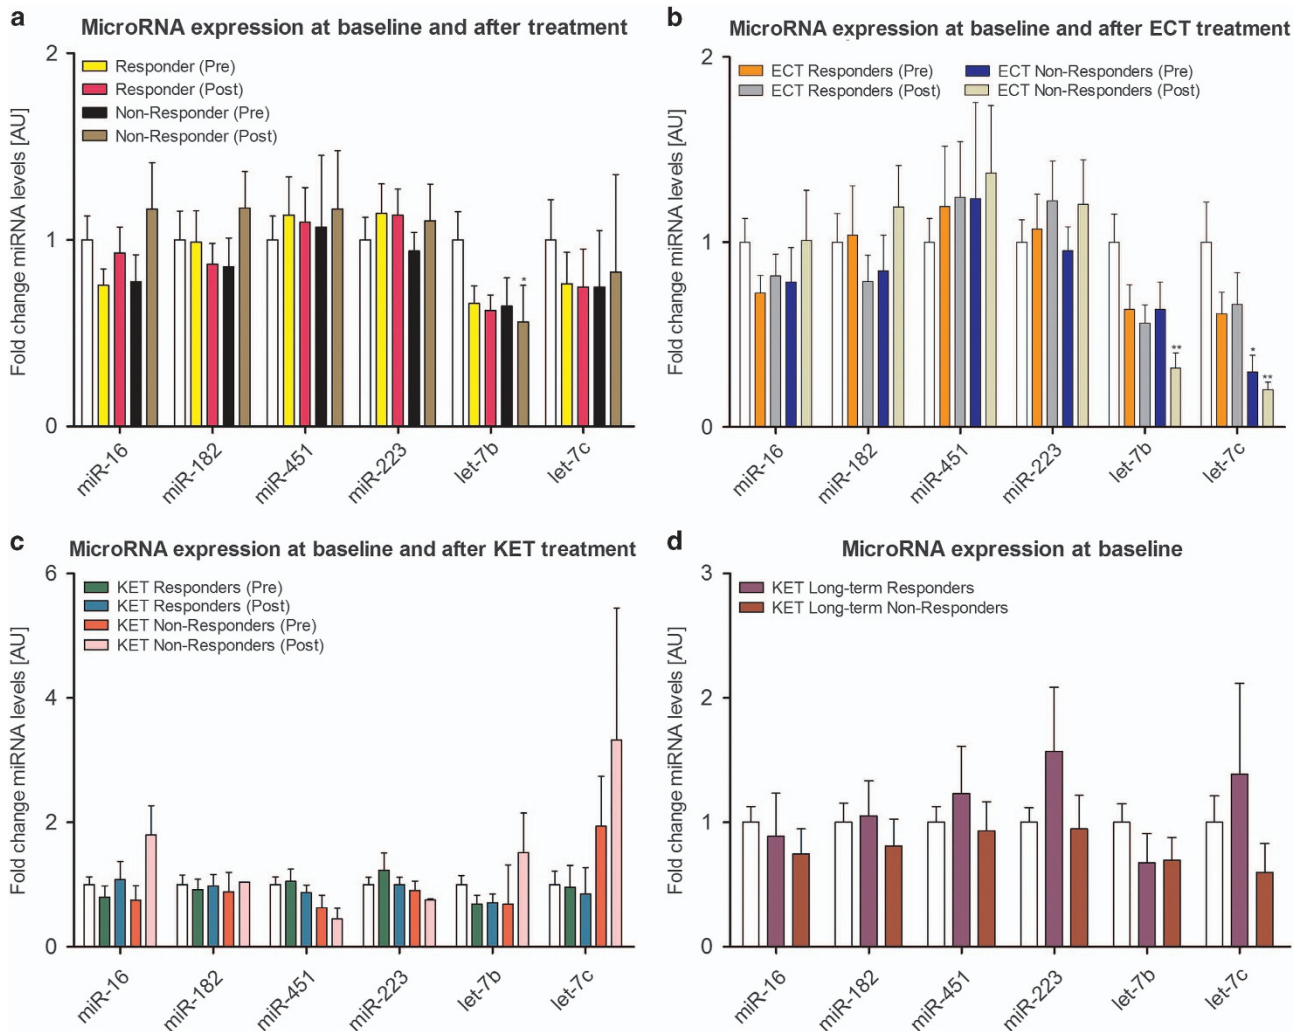 a
MicroRNA expression at baseline and after treatment
Fold change miRNA levels [AU]
2
1
0
Responder (Pre)
Responder (Post)
Non-Responder (Pre)
Non-Responder (Post)
*
miR-16
miR-182
miR-451
miR-223
let-7b
let-7c
b
MicroRNA expression at baseline and after ECT treatment
Fold change miRNA levels [AU]
2
1
0
ECT Responders (Pre)
ECT Responders (Post)
ECT Non-Responders (Pre)
ECT Non-Responders (Post)
**
*
**
miR-16
miR-182
miR-451
miR-223
let-7b
let-7c
c
MicroRNA expression at baseline and after KET treatment
Fold change miRNA levels [AU]
6
4
2
0
KET Responders (Pre)
KET Responders (Post)
KET Non-Responders (Pre)
KET Non-Responders (Post)
miR-16
miR-182
miR-451
miR-223
let-7b
let-7c
d
MicroRNA expression at baseline
Fold change miRNA levels [AU]
3
2
1
0
KET Long-term Responders
KET Long-term Non-Responders
miR-16
miR-182
miR-451
miR-223
let-7b
let-7c